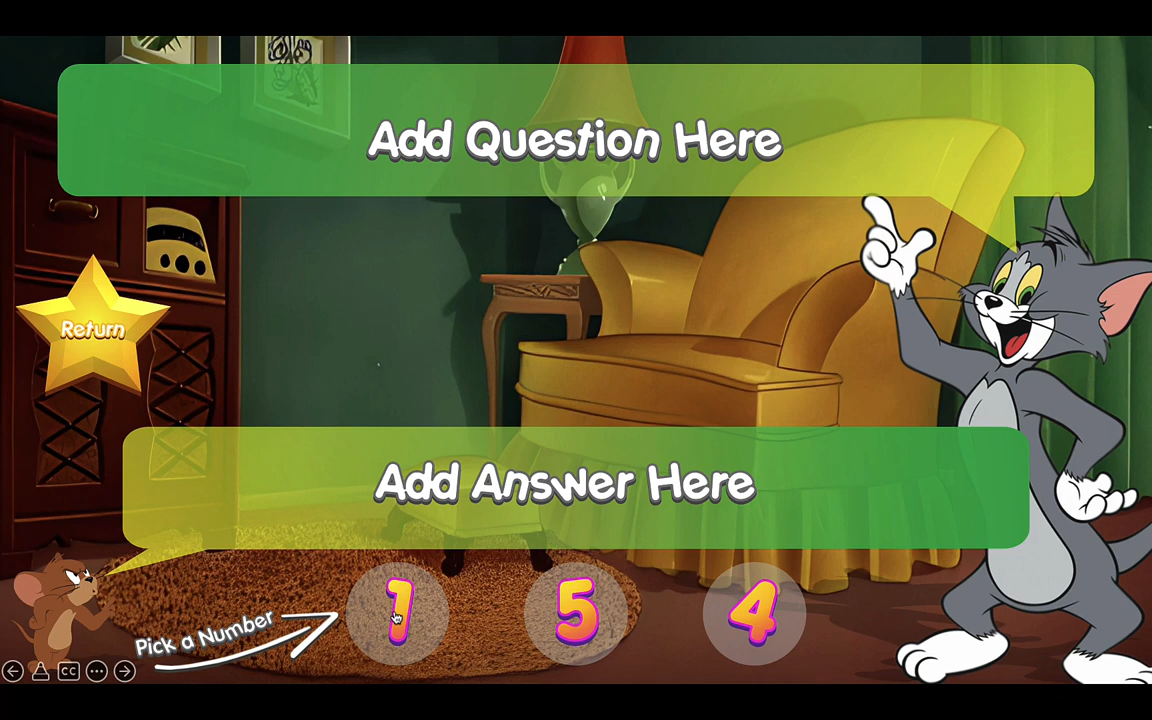 Add Question Here
Return
Add Answer Here
Pick a Number
1 5 4
CC